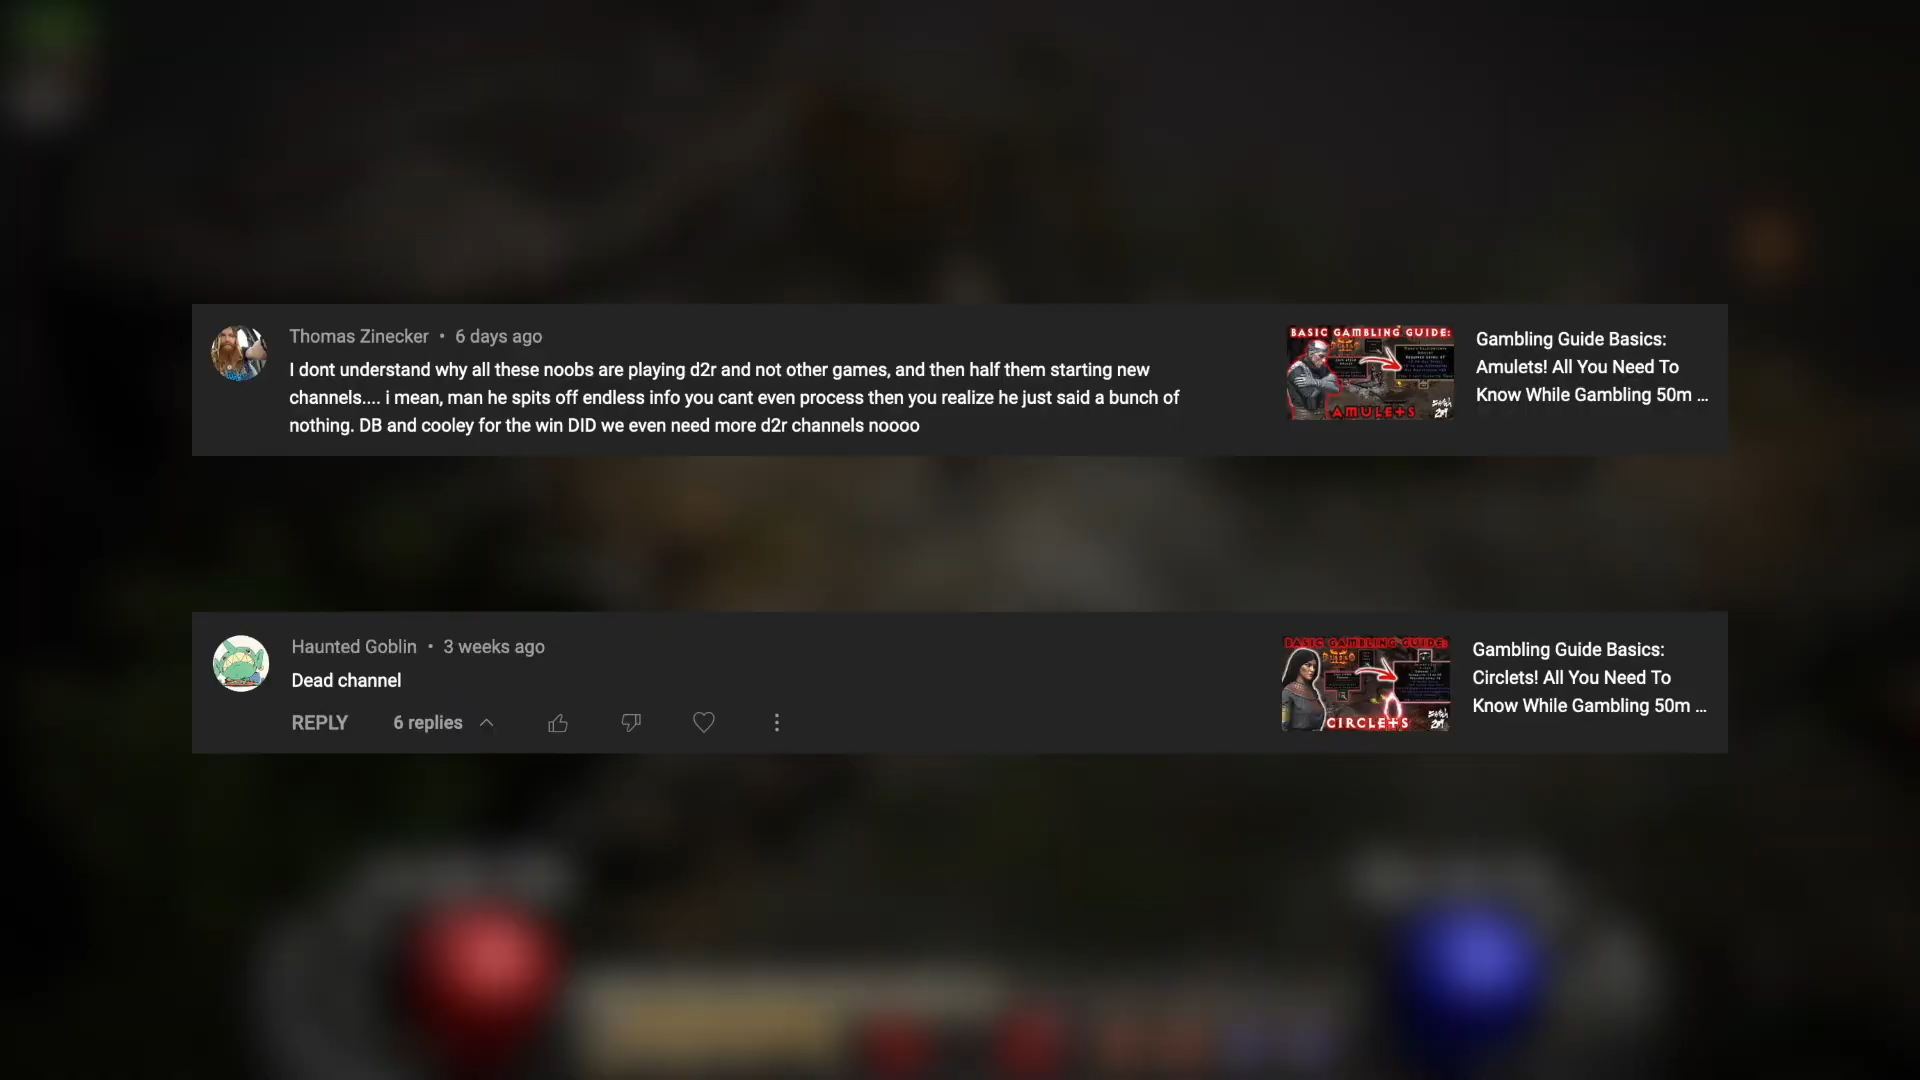 Thomas Zinecker • 6 days ago
I dont understand why all these noobs are playing d2r and not other games, and then half them starting new
channels.... i mean, man he spits off endless info you cant even process then you realize he just said a bunch of
nothing. DB and cooley for the win DID we even need more d2r channels noooo
BASIC GAMBLING GUIDE:
AMULETS
Gambling Guide Basics:
Amulets! All You Need To
Know While Gambling 50m ...
Haunted Goblin • 3 weeks ago
Dead channel
REPLY 6 replies
BASIC GAMBLING GUIDE:
CIRCLETS
Gambling Guide Basics:
Circlets! All You Need To
Know While Gambling 50m ...